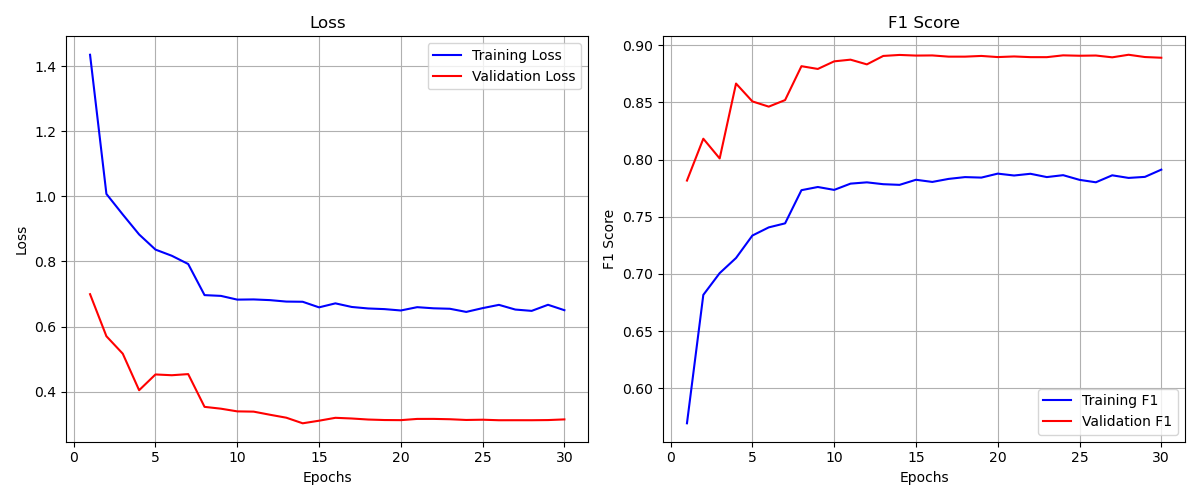 Loss
1.4
1.2
1.0
0.8
0.6
0.4
Loss
0 5 10 15 20 25 30
Epochs
Training Loss
Validation Loss
F1 Score
0.90
0.85
0.80
0.75
0.70
0.65
0.60
F1 Score
0 5 10 15 20 25 30
Epochs
Training F1
Validation F1